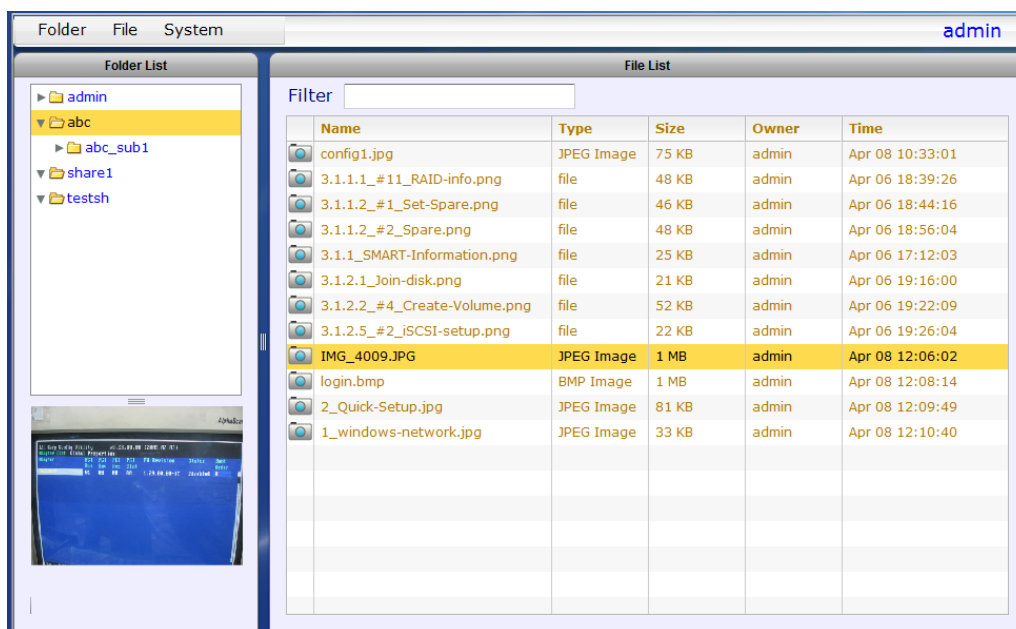 Folder File System admin
Folder List
admin
abc
abc_sub1
share1
testsh
File List
Filter
Name Type Size Owner Time
config1.jpg JPEG Image 75 KB admin Apr 08 10:33:01
3.1.1.1_#11_RAID-info.png file 48 KB admin Apr 06 18:39:26
3.1.1.2_#1_Set-Spare.png file 46 KB admin Apr 06 18:44:16
3.1.1.2_#2_Spare.png file 48 KB admin Apr 06 18:56:04
3.1.1_SMART-Information.png file 25 KB admin Apr 06 17:12:03
3.1.2.1_Join-disk.png file 21 KB admin Apr 06 19:16:00
3.1.2.2_#4_Create-Volume.png file 52 KB admin Apr 06 19:22:09
3.1.2.5_#2_iSCSI-setup.png file 22 KB admin Apr 06 19:26:04
IMG_4009.JPG JPEG Image 1 MB admin Apr 08 12:06:02
login.bmp BMP Image 1 MB admin Apr 08 12:08:14
2_Quick-Setup.jpg JPEG Image 81 KB admin Apr 08 12:09:49
1_windows-network.jpg JPEG Image 33 KB admin Apr 08 12:10:40
Global Properties